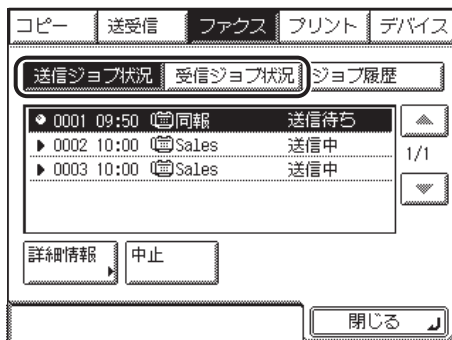 コピー 送受信 ファクス プリント デバイス
送信ジョブ状況 受信ジョブ状況 ジョブ履歴
0001 09:50 同報 送信待ち
0002 10:00 Sales 送信中
0003 10:00 Sales 送信中
1/1
詳細情報 中止
閉じる